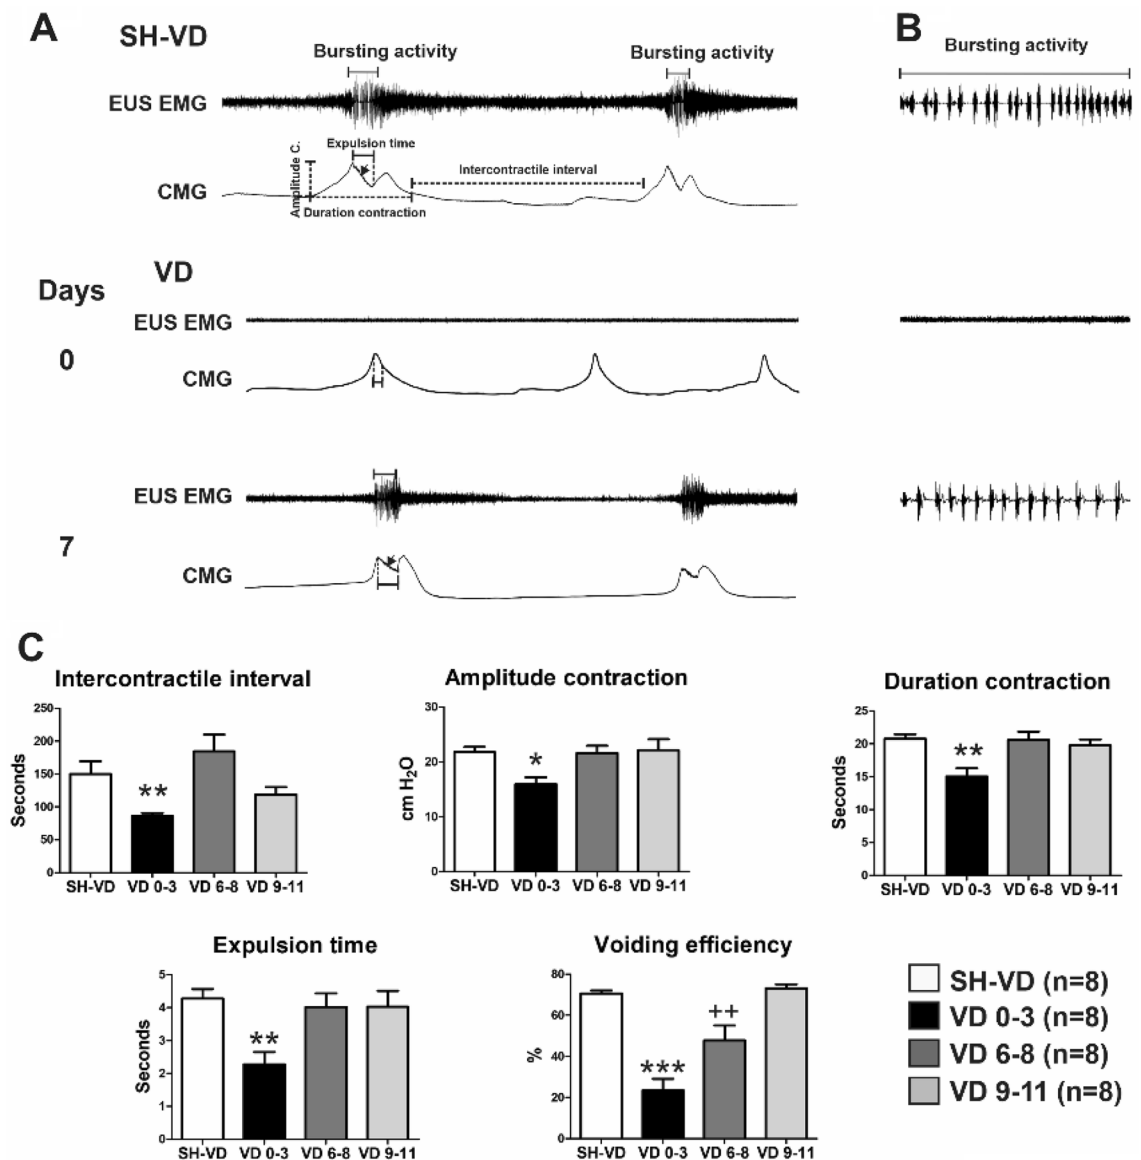 A
SH-VD
B
Bursting activity
Bursting activity
Bursting activity
EUS EMG
Amplitude C.
Expulsion time
Intercontractile interval
CMG
Duration contraction
VD
Days
EUS EMG
0
CMG
EUS EMG
7
CMG
C
Intercontractile interval
Seconds
250
200
150
100
50
0
**
SH-VD VD 0-3 VD 6-8 VD 9-11
Amplitude contraction
cm H₂O
30
20
10
0
*
SH-VD VD 0-3 VD 6-8 VD 9-11
Duration contraction
Seconds
25
20
15
10
5
0
**
SH-VD VD 0-3 VD 6-8 VD 9-11
Expulsion time
Seconds
5
4
3
2
1
0
**
SH-VD VD 0-3 VD 6-8 VD 9-11
Voiding efficiency
%
80
60
40
20
0
***
++
SH-VD VD 0-3 VD 6-8 VD 9-11
SH-VD (n=8)
VD 0-3 (n=8)
VD 6-8 (n=8)
VD 9-11 (n=8)